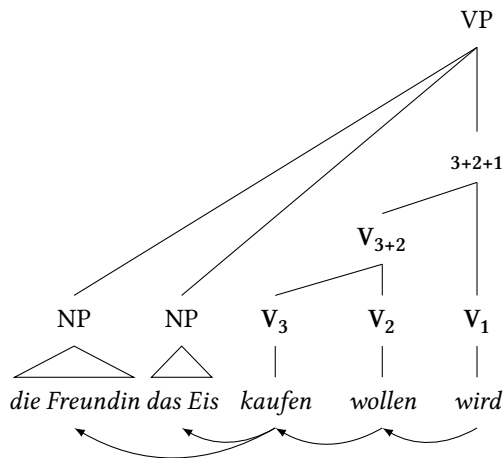 VP
3+2+1
V3+2
NP NP V3 V2 V1
die Freundin das Eis kaufen wollen wird